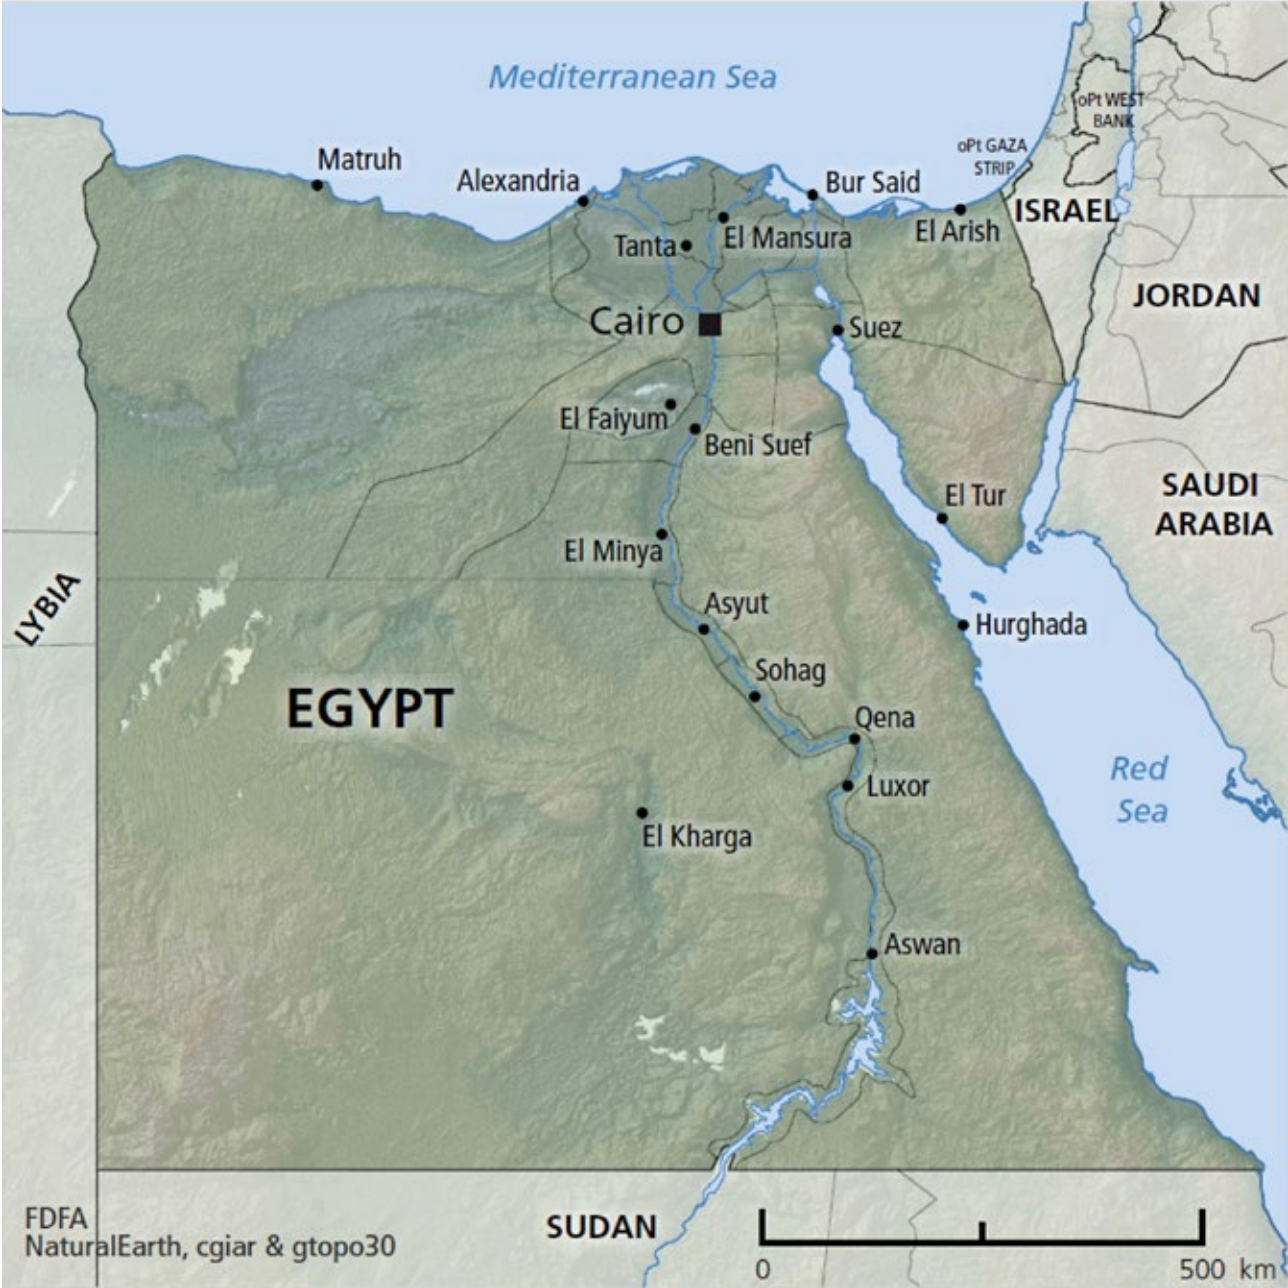 Mediterranean Sea
oPt WEST
BANK
oPt GAZA
STRIP
Matruh
Alexandria
Bur Said
ISRAEL
El Arish
Tanta
El Mansura
JORDAN
Cairo
Suez
El Faiyum
Beni Suef
SAUDI
ARABIA
El Tur
El Minya
LYBIA
Asyut
Hurghada
Sohag
EGYPT
Qena
Red
Sea
Luxor
El Kharga
Aswan
FDFA
NaturalEarth, cgiar & gtopo30
SUDAN
0
500 km